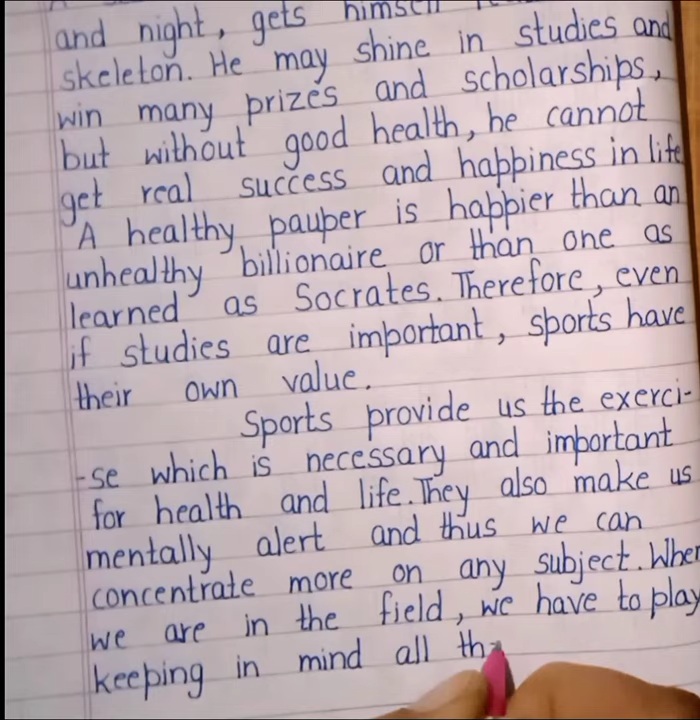 and night, gets himself
skeleton. He may shine in studies and
win many prizes and scholarships,
but without good health, he cannot
get real success and happiness in life
A healthy pauper is happier than an
unhealthy billionaire or than one as
learned as Socrates. Therefore, even
if studies are important, sports have
their own value.
Sports provide us the exerci-
-se which is necessary and important
for health and life. They also make us
mentally alert and thus we can
concentrate more on any subject. When
we are in the field, we have to play
keeping in mind all th